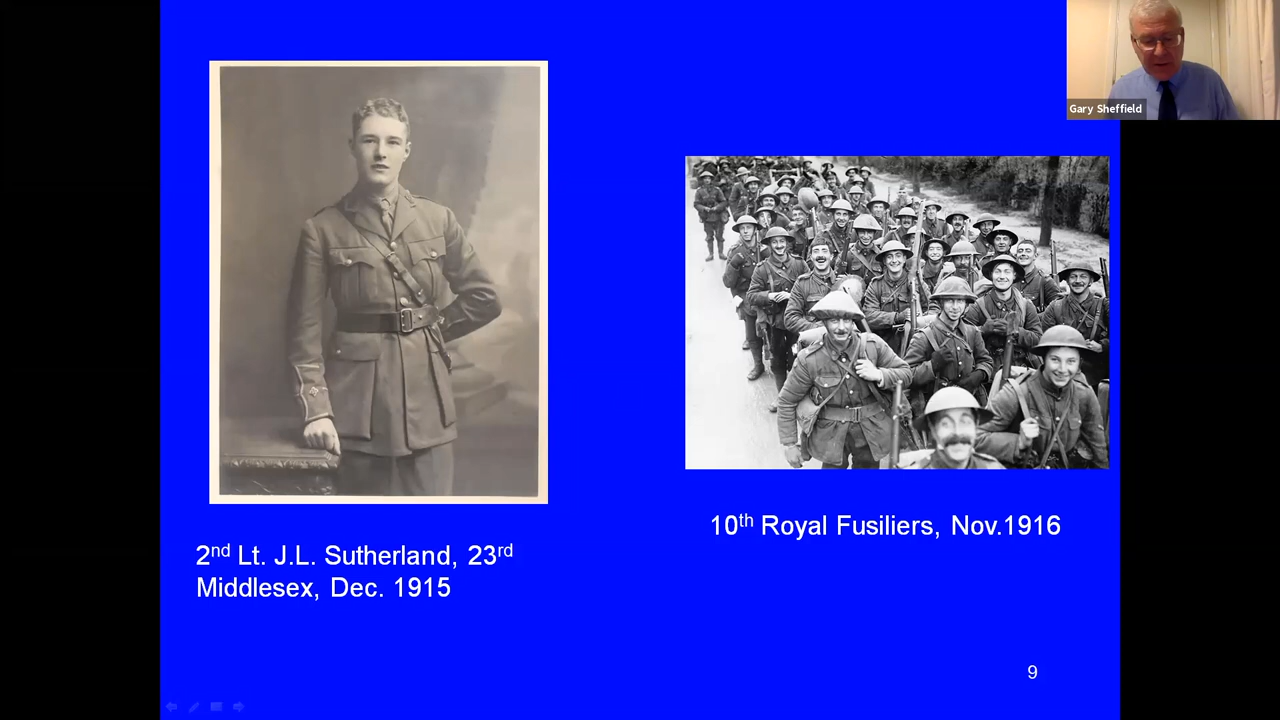 Gary Sheffield
10th Royal Fusiliers, Nov.1916
2nd Lt. J.L. Sutherland, 23rd
Middlesex, Dec. 1915
9